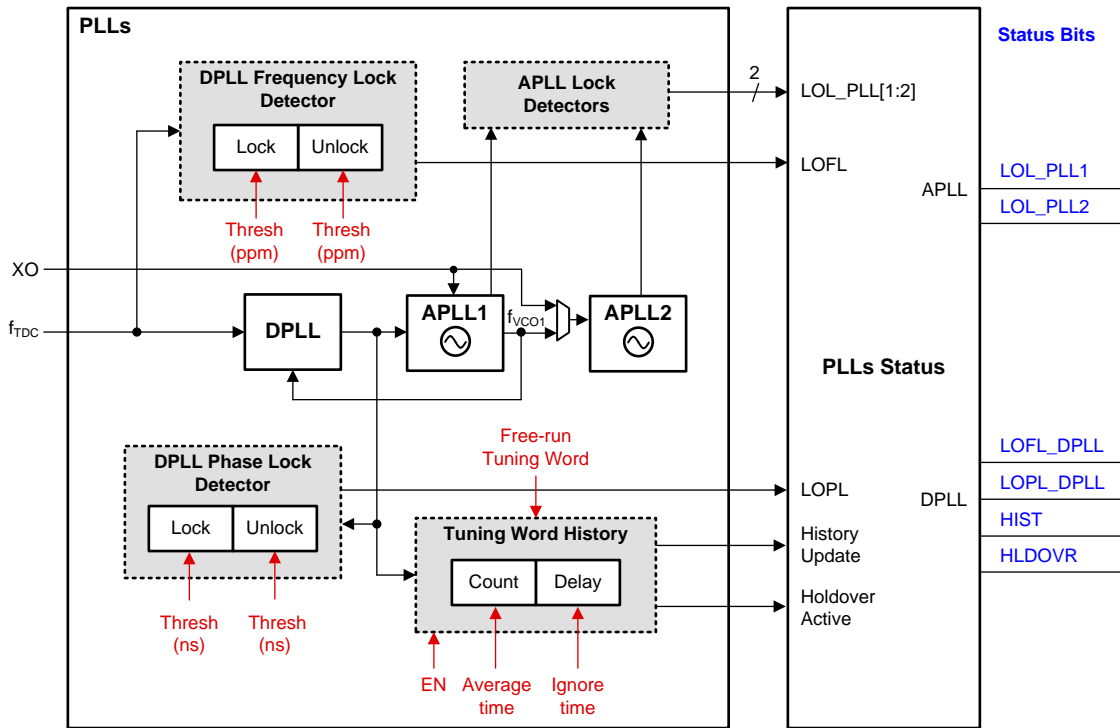 PLLs
Status Bits
DPLL Frequency Lock
Detector
Lock
Unlock
Thresh
(ppm)
Thresh
(ppm)
APLL Lock
Detectors
2
LOL_PLL[1:2]
LOFL
APLL
LOL_PLL1
LOL_PLL2
XO
fTDC
DPLL
APLL1
fVCO1
APLL2
PLLs Status
Free-run
Tuning Word
DPLL Phase Lock
Detector
Lock
Unlock
Thresh
(ns)
Thresh
(ns)
Tuning Word History
Count
Delay
EN
Average
time
Ignore
time
LOPL
History
Update
Holdover
Active
DPLL
LOFL_DPLL
LOPL_DPLL
HIST
HLDOVR